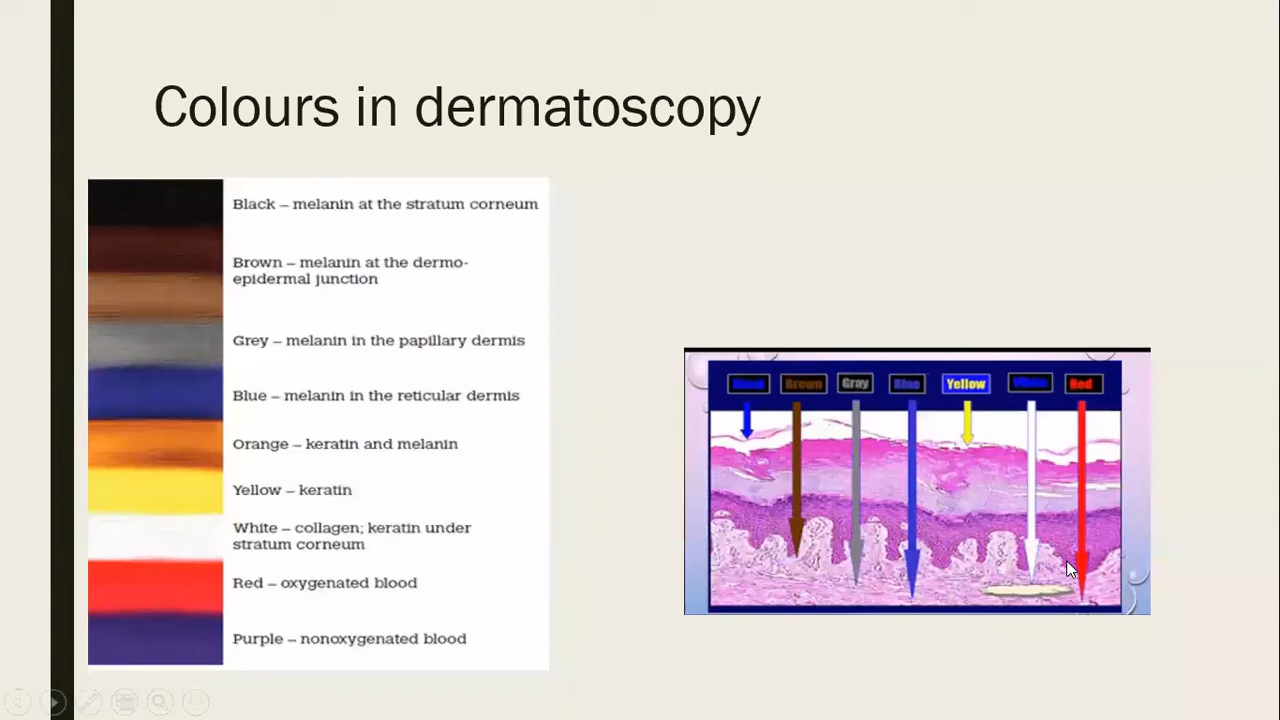 Colours in dermatoscopy
Black – melanin at the stratum corneum
Brown – melanin at the dermo-
epidermal junction
Grey – melanin in the papillary dermis
Blue – melanin in the reticular dermis
Orange – keratin and melanin
Yellow – keratin
White – collagen; keratin under
stratum corneum
Red – oxygenated blood
Purple – nonoxygenated blood
Brown Gray Blue Yellow White Red